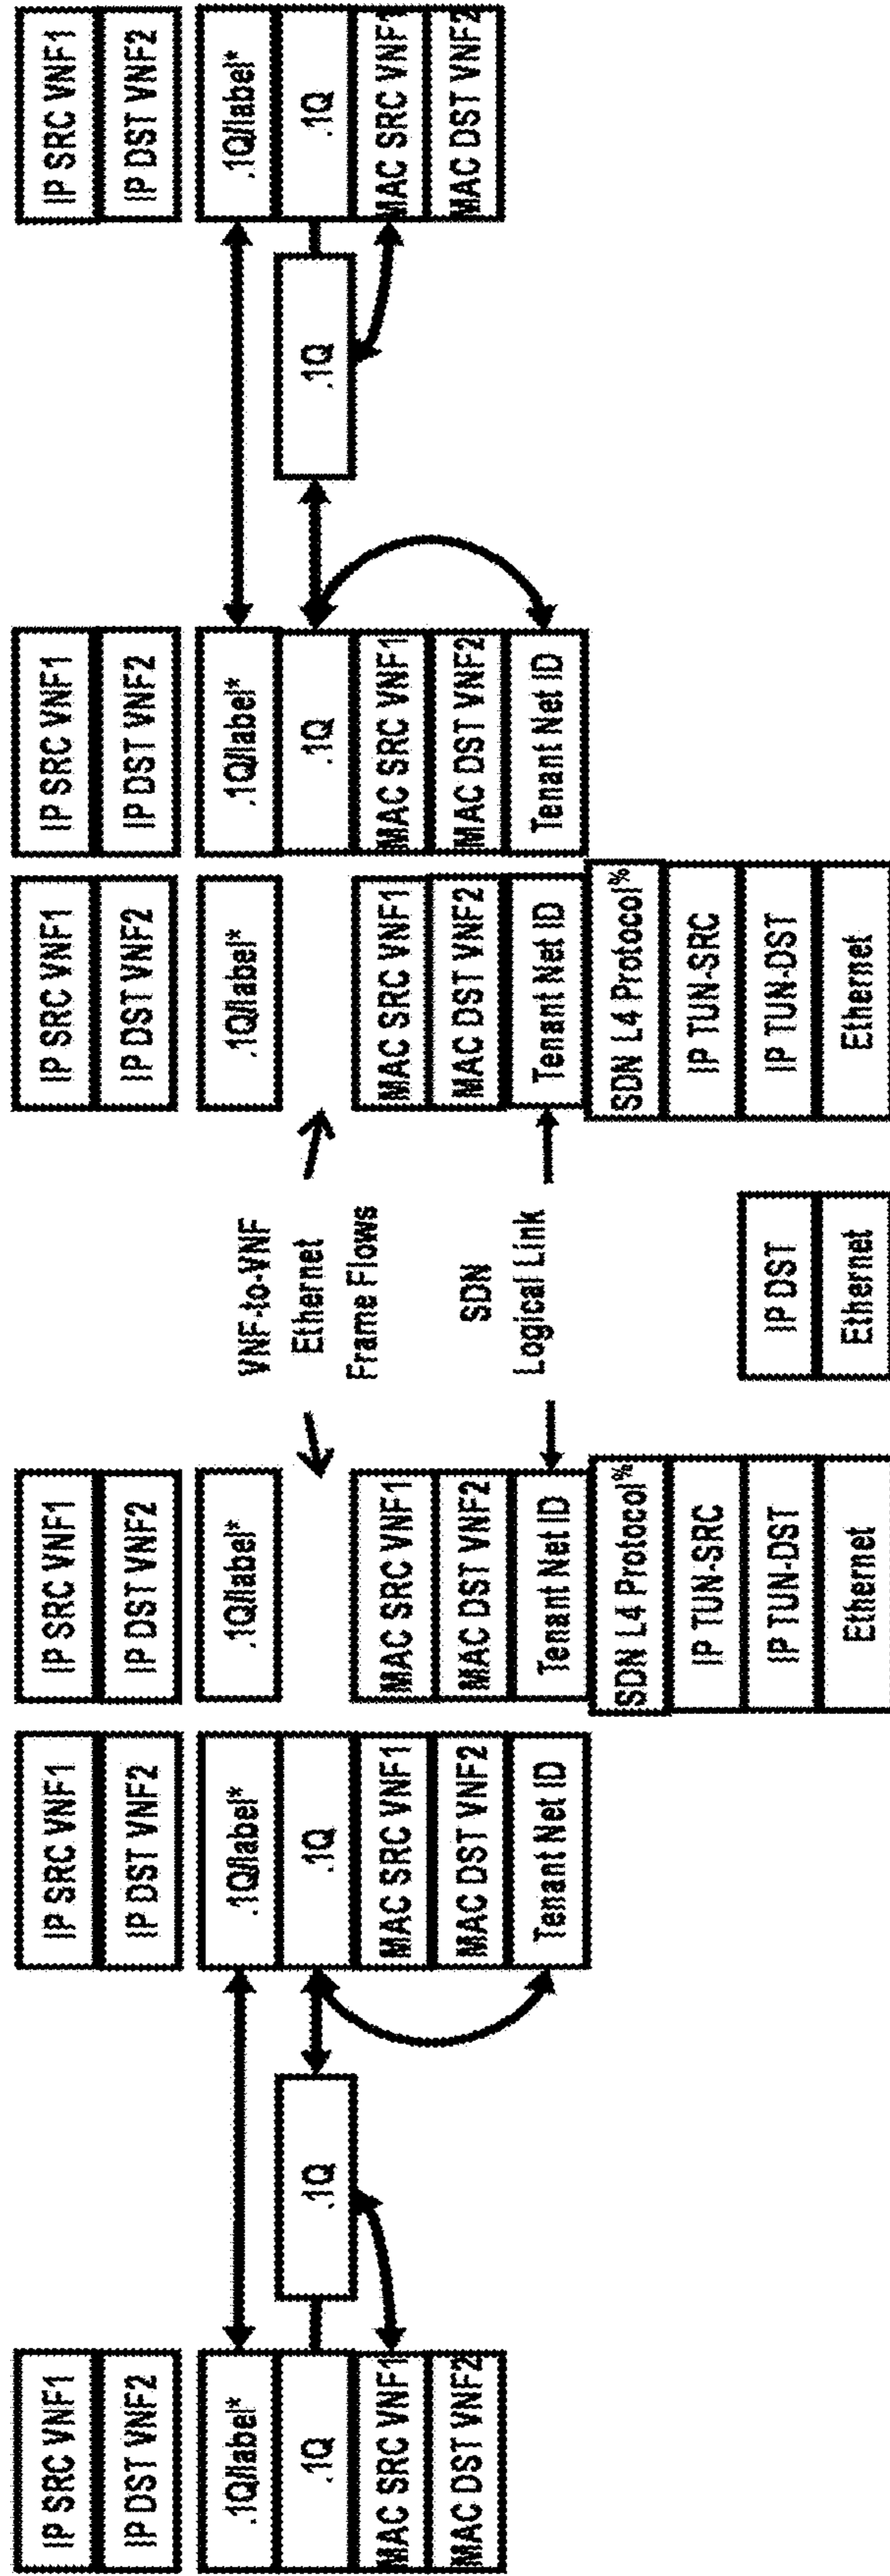 IP SRC VNF1
IP DST VNF2
.1Q/label*
.1Q
MAC SRC VNF1
MAC DST VNF2
.1Q
IP SRC VNF1
IP DST VNF2
.1Q/label*
.1Q
MAC SRC VNF1
MAC DST VNF2
Tenant Net ID
IP SRC VNF1
IP DST VNF2
.1Q/label*
MAC SRC VNF1
MAC DST VNF2
Tenant Net ID
SDN L4 Protocol%
IP TUN-SRC
IP TUN-DST
Ethernet
VNF-to-VNF
Ethernet
Frame Flows
SDN
Logical Link
IP DST
Ethernet
IP SRC VNF1
IP DST VNF2
.1Q/label*
MAC SRC VNF1
MAC DST VNF2
Tenant Net ID
SDN L4 Protocol%
IP TUN-SRC
IP TUN-DST
Ethernet
IP SRC VNF1
IP DST VNF2
.1Q/label*
.1Q
MAC SRC VNF1
MAC DST VNF2
Tenant Net ID
.1Q
IP SRC VNF1
IP DST VNF2
.1Q/label*
.1Q
MAC SRC VNF1
MAC DST VNF2